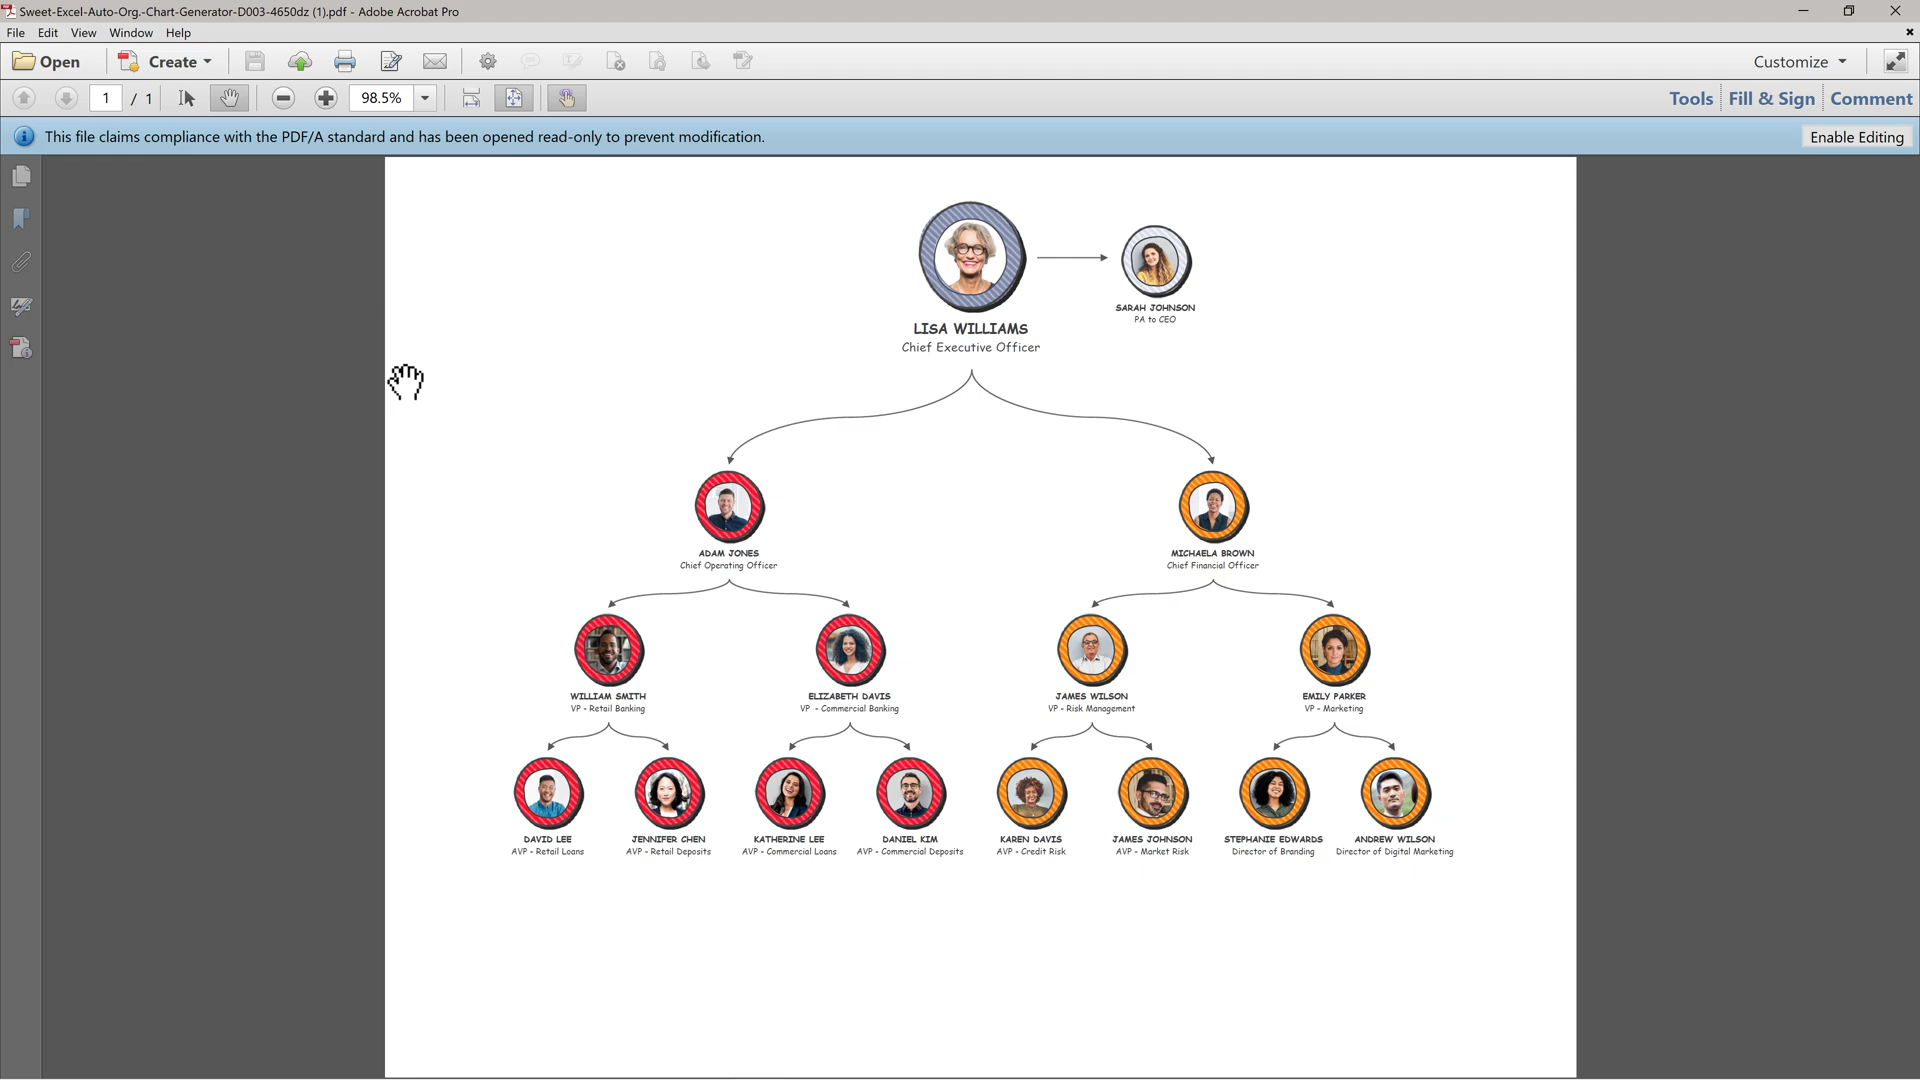 Sweet-Excel-Auto-Org.-Chart-Generator-D003-4650dz (1).pdf - Adobe Acrobat Pro
File Edit View Window Help
Open Create Customize
1 / 1 98.5% Tools Fill & Sign Comment
This file claims compliance with the PDF/A standard and has been opened read-only to prevent modification. Enable Editing
SARAH JOHNSON
PA to CEO
LISA WILLIAMS
Chief Executive Officer
ADAM JONES MICHAELA BROWN
Chief Operating Officer Chief Financial Officer
WILLIAM SMITH ELIZABETH DAVIS JAMES WILSON EMILY PARKER
VP - Retail Banking VP - Commercial Banking VP - Risk Management VP - Marketing
DAVID LEE JENNIFER CHEN KATHERINE LEE DANIEL KIM KAREN DAVIS JAMES JOHNSON STEPHANIE EDWARDS ANDREW WILSON
AVP - Retail Loans AVP - Retail Deposits AVP - Commercial Loans AVP - Commercial Deposits AVP - Credit Risk AVP - Market Risk Director of Branding Director of Digital Marketing